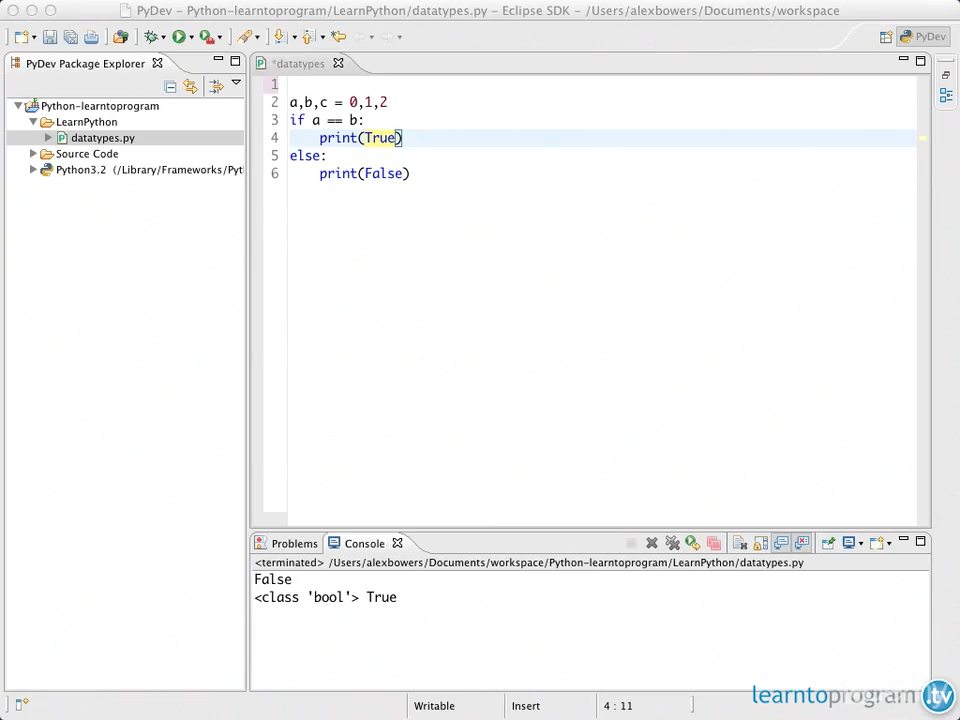 PyDev - Python-learntoprogram/LearnPython/datatypes.py - Eclipse SDK - /Users/alexbowers/Documents/workspace
PyDev
PyDev Package Explorer
*datatypes
Python-learntoprogram
LearnPython
datatypes.py
Source Code
Python3.2 (/Library/Frameworks/Pyt
1
2 a,b,c = 0,1,2
3 if a == b:
4 print(True)
5 else:
6 print(False)
Problems Console
<terminated> /Users/alexbowers/Documents/workspace/Python-learntoprogram/LearnPython/datatypes.py
False
<class 'bool'> True
Writable Insert 4 : 11
learntoprogram.tv